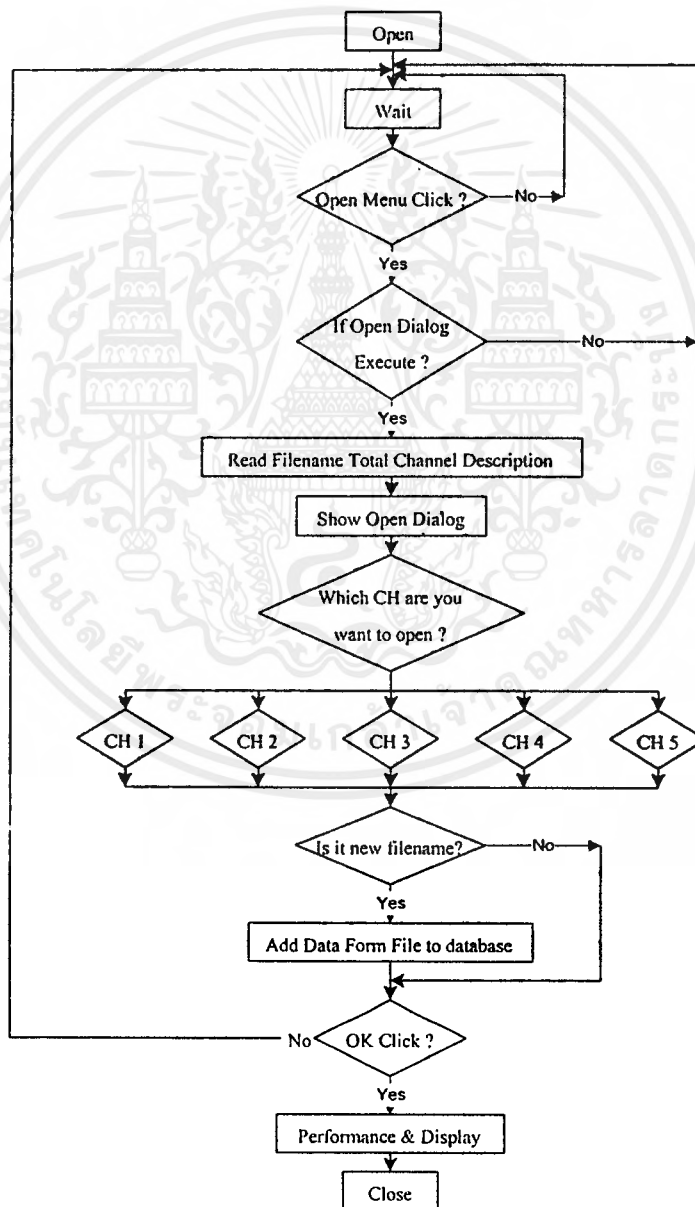 Open
Wait
Open Menu Click ?
No
Yes
If Open Dialog
Execute ?
No
Yes
Read Filename Total Channel Description
Show Open Dialog
Which CH are you
want to open ?
CH 1
CH 2
CH 3
CH 4
CH 5
Is it new filename?
No
Yes
Add Data Form File to database
No
OK Click ?
Yes
Performance & Display
Close